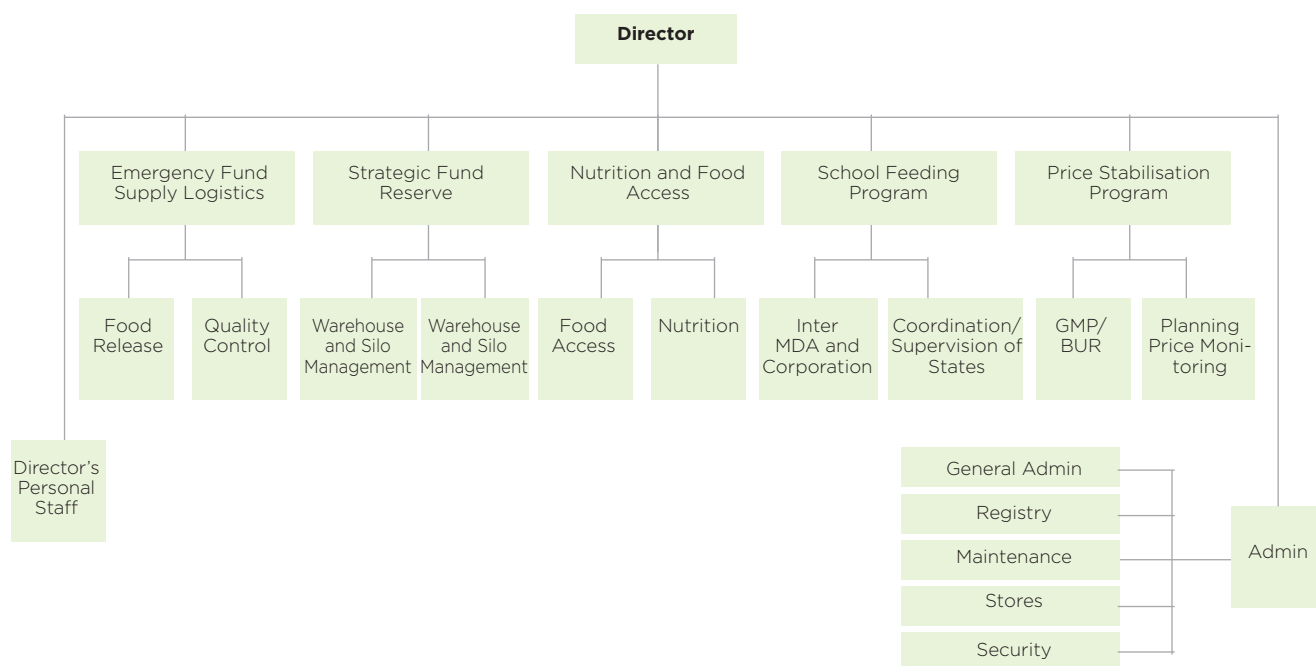 Director
Emergency Fund
Supply Logistics
Strategic Fund
Reserve
Nutrition and Food
Access
School Feeding
Program
Price Stabilisation
Program
Food
Release
Quality
Control
Warehouse
and Silo
Management
Warehouse
and Silo
Management
Food
Access
Nutrition
Inter
MDA and
Corporation
Coordination/
Supervision of
States
GMP/
BUR
Planning
Price Moni-
toring
Director’s
Personal
Staff
General Admin
Registry
Maintenance
Stores
Security
Admin